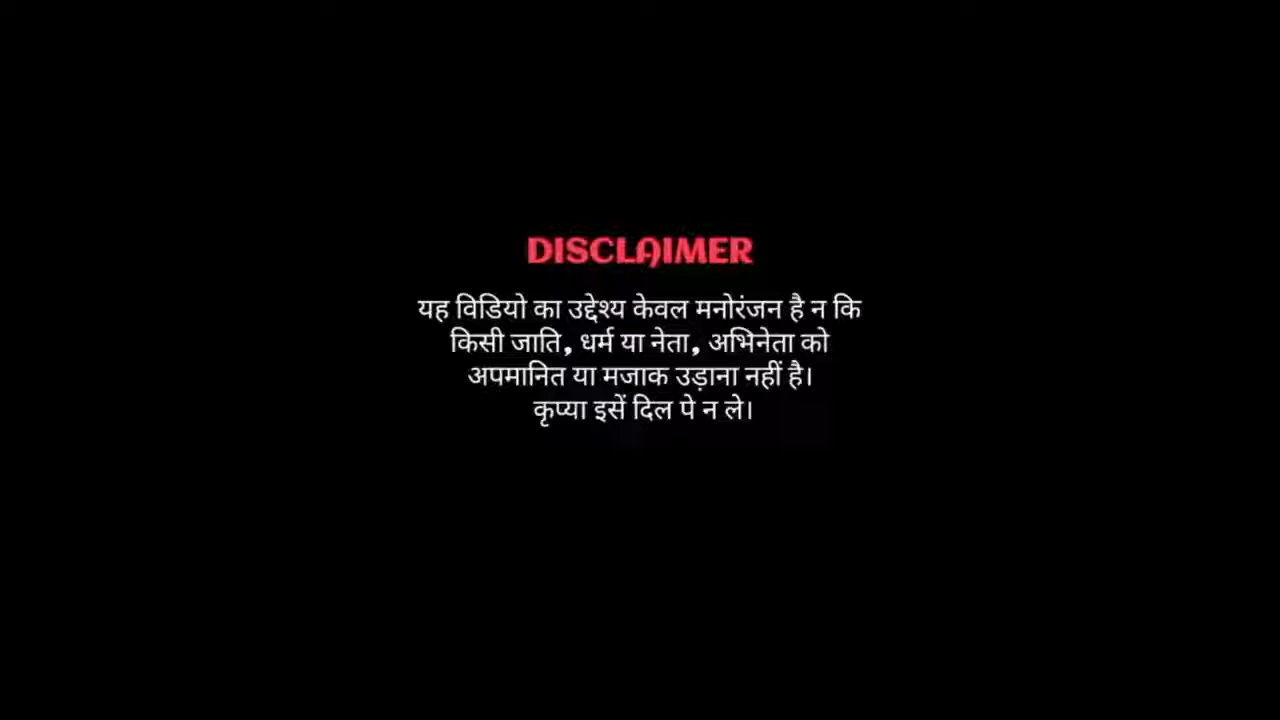 DISCLAIMER
यह विडियो का उद्देश्य केवल मनोरंजन है न कि
किसी जाति, धर्म या नेता, अभिनेता को
अपमानित या मजाक उड़ाना नहीं है।
कृप्या इसें दिल पे न ले।